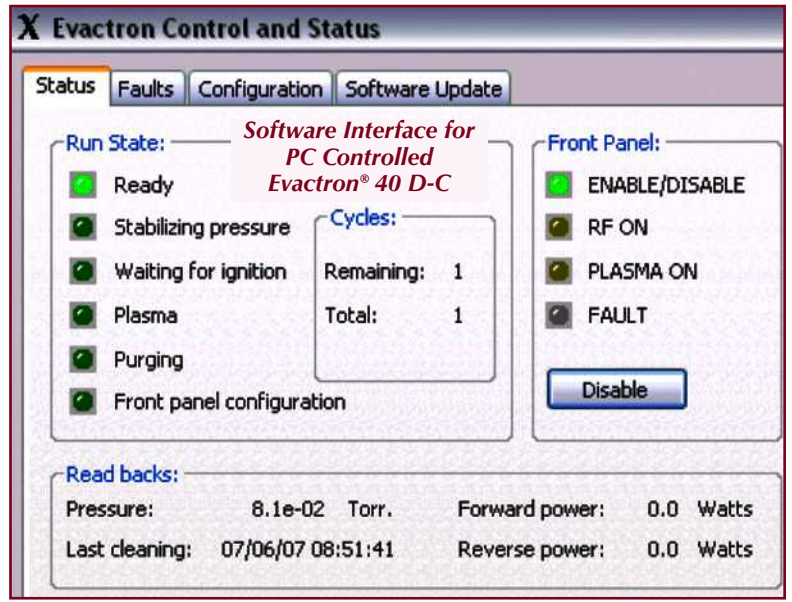 X Evactron Control and Status
Status Faults Configuration Software Update
Software Interface for
PC Controlled
Evactron® 40 D-C
Run State:
Ready
Stabilizing pressure
Waiting for ignition
Plasma
Purging
Front panel configuration
Cycles:
Remaining: 1
Total: 1
Front Panel:
ENABLE/DISABLE
RF ON
PLASMA ON
FAULT
Disable
Read backs:
Pressure: 8.1e-02 Torr. Forward power: 0.0 Watts
Last cleaning: 07/06/07 08:51:41 Reverse power: 0.0 Watts